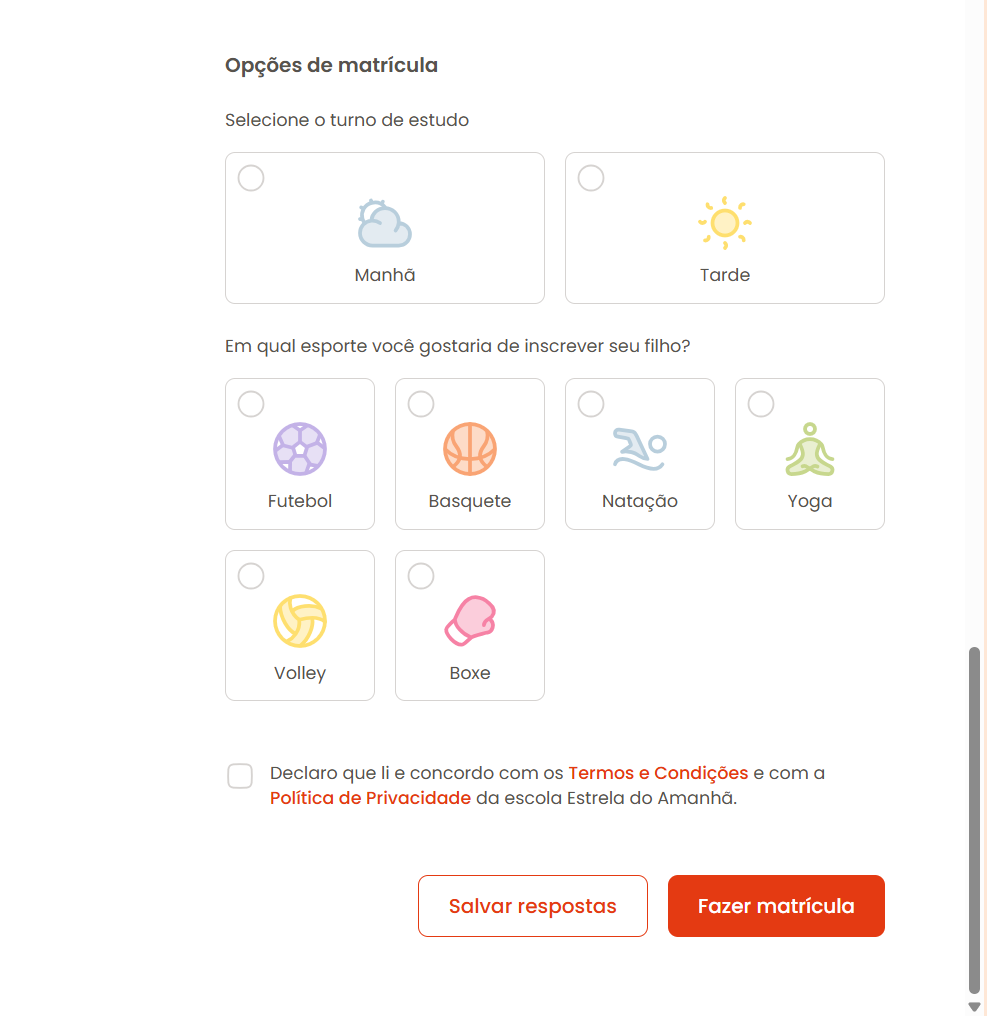 Opções de matrícula
Selecione o turno de estudo
Manhã
Tarde
Em qual esporte você gostaria de inscrever seu filho?
Futebol
Basquete
Natação
Yoga
Volley
Boxe
Declaro que li e concordo com os Termos e Condições e com a
Política de Privacidade da escola Estrela do Amanhã.
Salvar respostas
Fazer matrícula